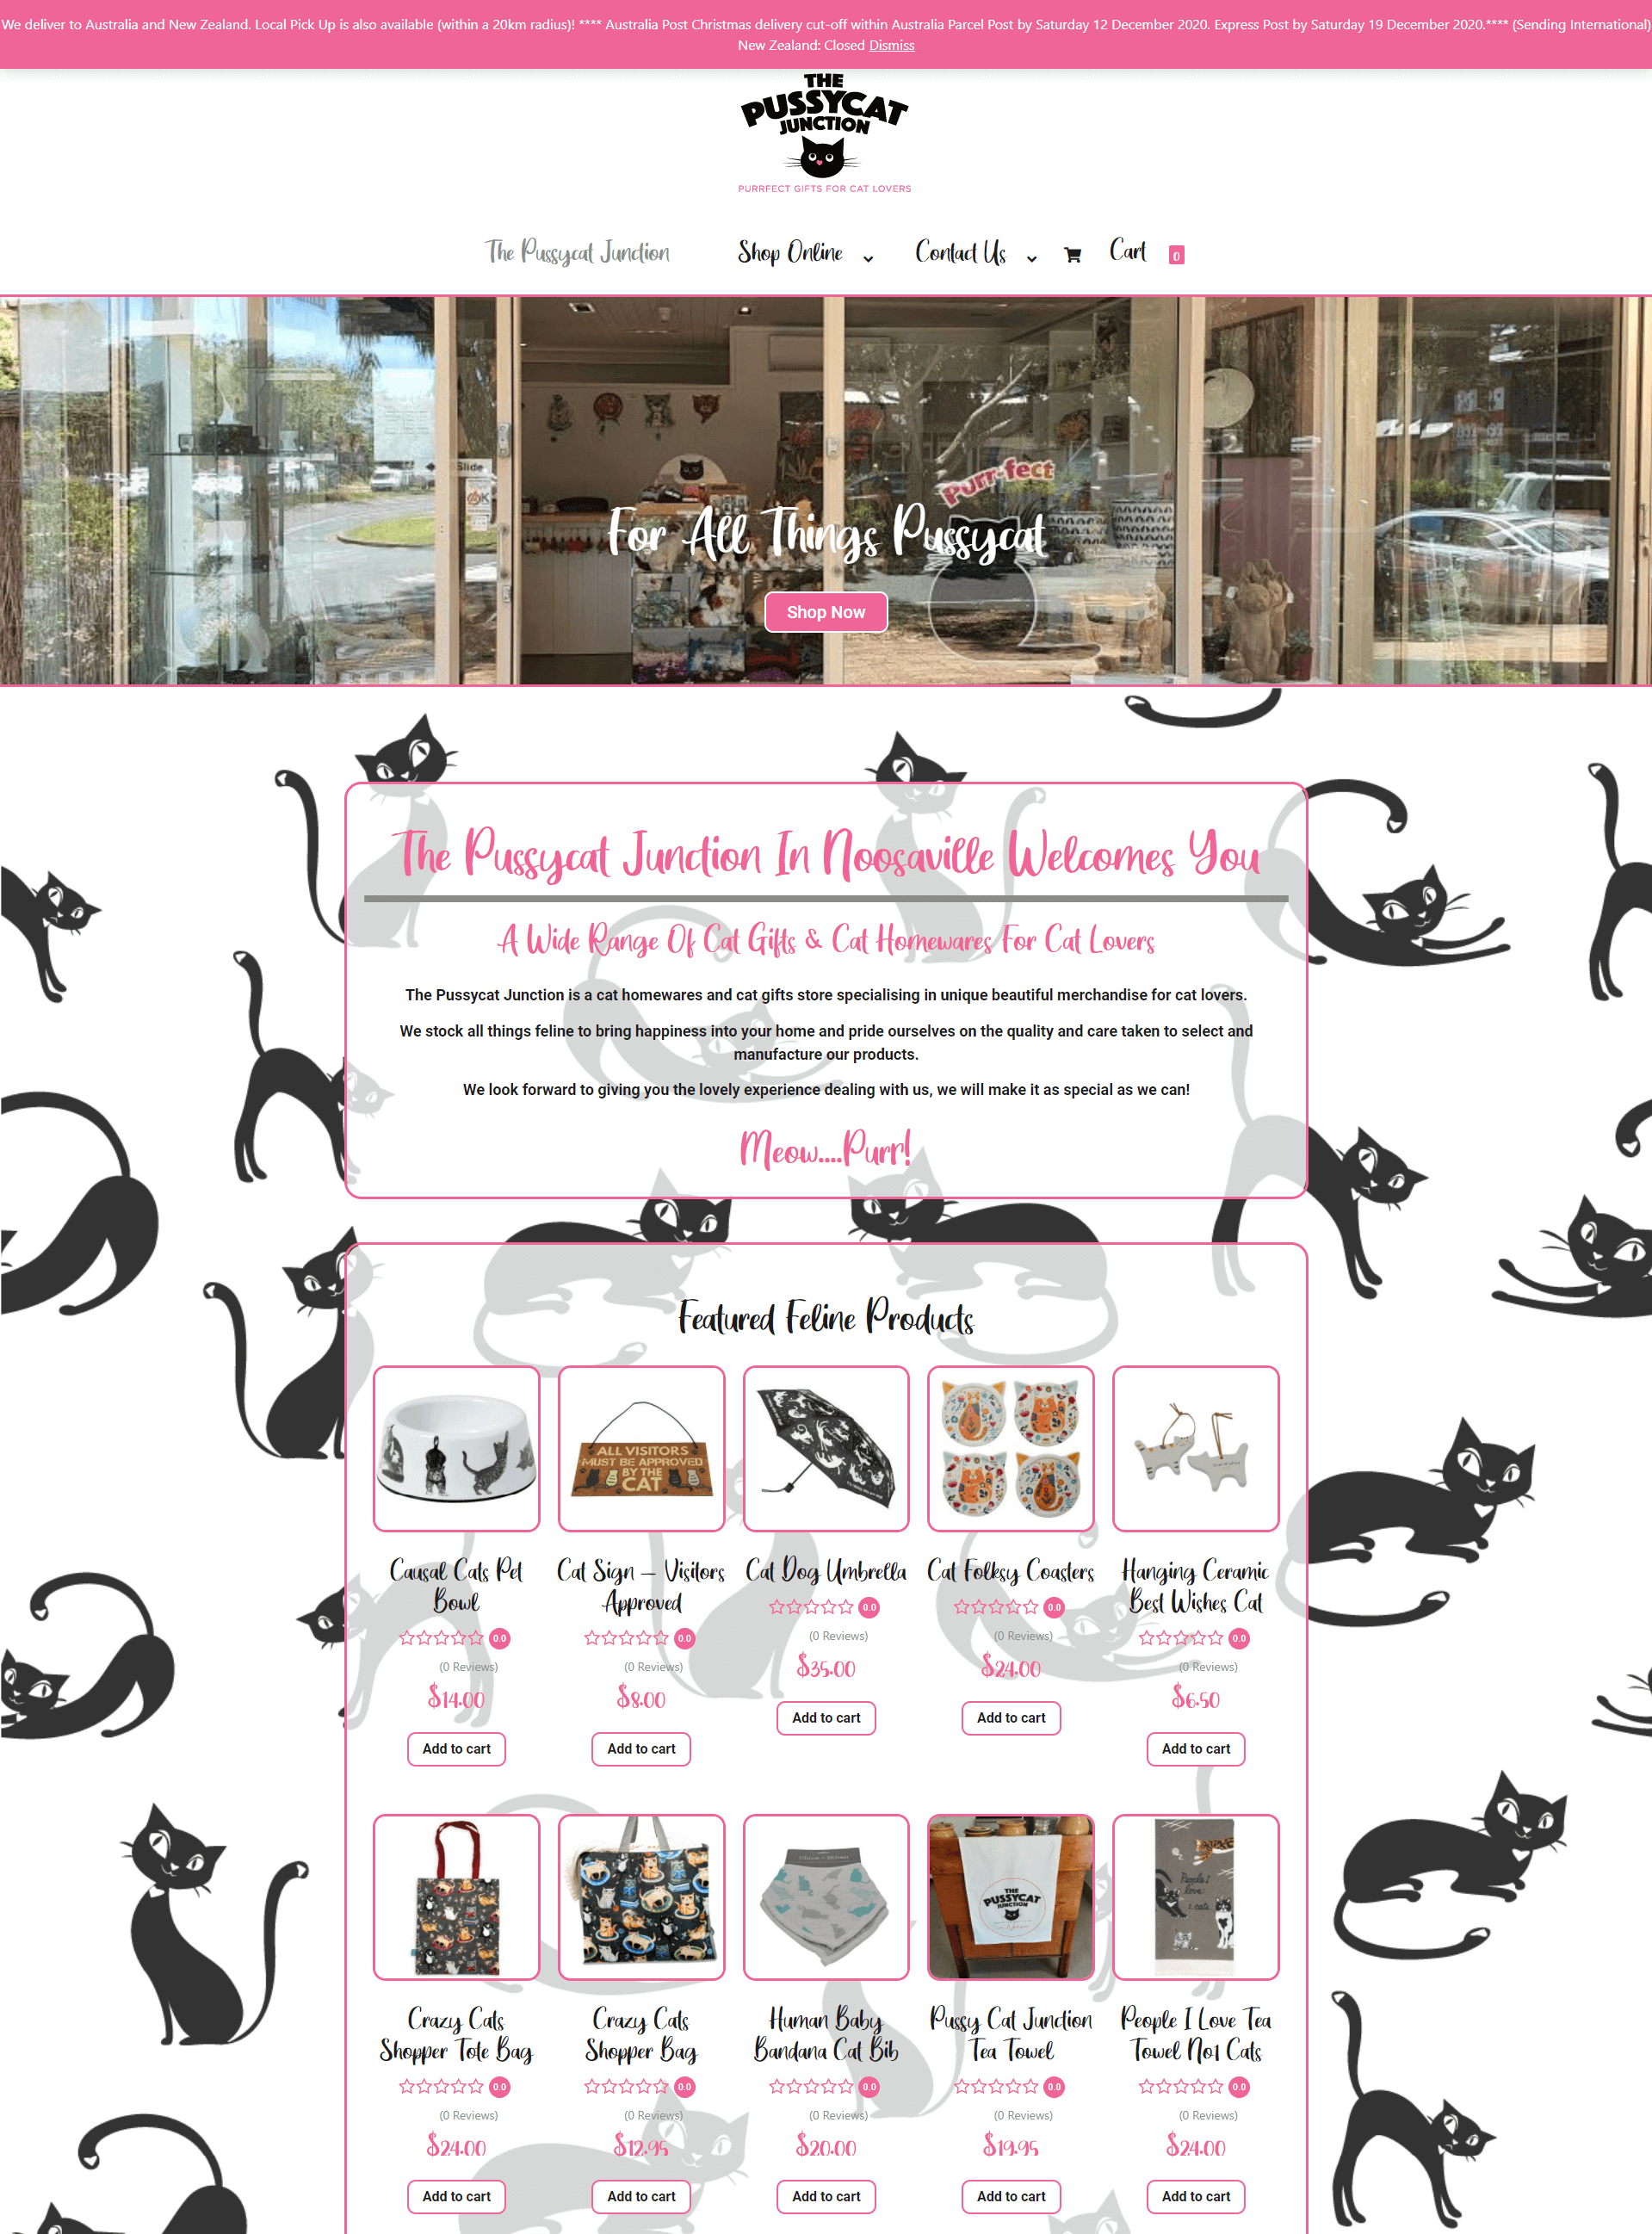 We deliver to Australia and New Zealand. Local Pick Up is also available (within a 20km radius)! **** Australia Post Christmas delivery cut-off within Australia Parcel Post by Saturday 12 December 2020. Express Post by Saturday 19 December 2020.**** (Sending International)
New Zealand: Closed Dismiss
THE
PUSSYCAT
JUNCTION
PURRFECT GIFTS FOR CAT LOVERS
The Pussycat Junction Shop Online Contact Us Cart 0
Slide
Purr-fect
For All Things Pussycat
Shop Now
The Pussycat Junction In Noosaville Welcomes You
A Wide Range Of Cat Gifts & Cat Homewares For Cat Lovers
The Pussycat Junction is a cat homewares and cat gifts store specialising in unique beautiful merchandise for cat lovers.
We stock all things feline to bring happiness into your home and pride ourselves on the quality and care taken to select and
manufacture our products.
We look forward to giving you the lovely experience dealing with us, we will make it as special as we can!
Meow....Purr!
Featured Feline Products
ALL VISITORS
MUST BE APPROVED
BY THE
CAT
Causal Cats Pet
Bowl
0.0
(0 Reviews)
$14.00
Add to cart
Cat Sign – Visitors
Approved
0.0
(0 Reviews)
$8.00
Add to cart
Cat Dog Umbrella
0.0
(0 Reviews)
$35.00
Add to cart
Cat Folksy Coasters
0.0
(0 Reviews)
$24.00
Add to cart
Hanging Ceramic
Best Wishes Cat
0.0
(0 Reviews)
$6.50
Add to cart
THE
PUSSYCAT
JUNCTION
People I
love:
1. cats.
Crazy Cats
Shopper Tote Bag
0.0
(0 Reviews)
$24.00
Add to cart
Crazy Cats
Shopper Bag
0.0
(0 Reviews)
$12.95
Add to cart
Human Baby
Bandana Cat Bib
0.0
(0 Reviews)
$20.00
Add to cart
Pussy Cat Junction
Tea Towel
0.0
(0 Reviews)
$19.95
Add to cart
People I Love Tea
Towel No1 Cats
0.0
(0 Reviews)
$24.00
Add to cart